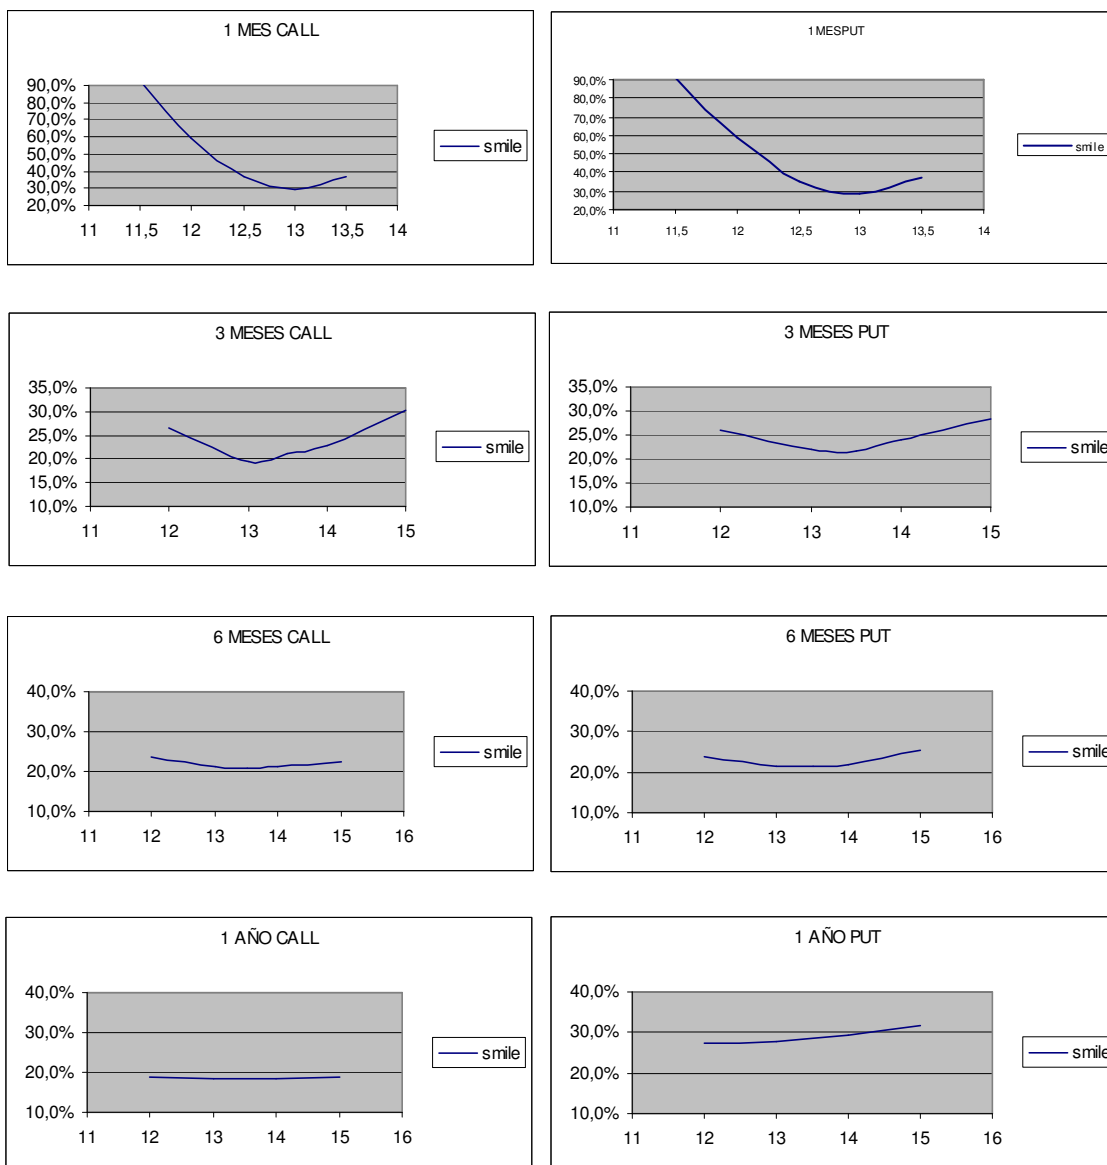 1 MES CALL
90,0%
80,0%
70,0%
60,0%
50,0%
40,0%
30,0%
20,0%
11 11,5 12 12,5 13 13,5 14
smile
1 MES PUT
90,0%
80,0%
70,0%
60,0%
50,0%
40,0%
30,0%
20,0%
11 11,5 12 12,5 13 13,5 14
smile
3 MESES CALL
35,0%
30,0%
25,0%
20,0%
15,0%
10,0%
11 12 13 14 15
smile
3 MESES PUT
35,0%
30,0%
25,0%
20,0%
15,0%
10,0%
11 12 13 14 15
smile
6 MESES CALL
40,0%
30,0%
20,0%
10,0%
11 12 13 14 15 16
smile
6 MESES PUT
40,0%
30,0%
20,0%
10,0%
11 12 13 14 15 16
smile
1 AÑO CALL
40,0%
30,0%
20,0%
10,0%
11 12 13 14 15 16
smile
1 AÑO PUT
40,0%
30,0%
20,0%
10,0%
11 12 13 14 15 16
smile